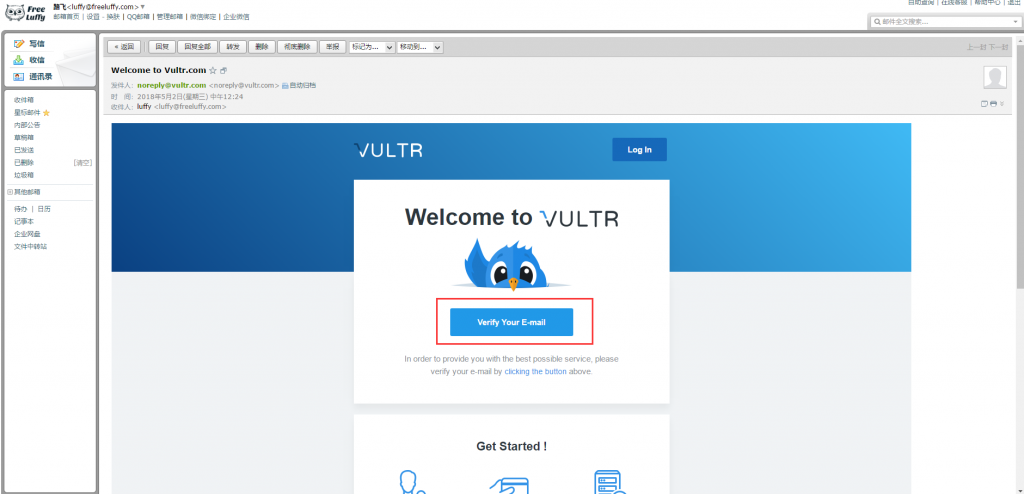 Free
Luffy
路飞<luffy@freeluffy.com>
邮箱首页 | 设置 - 换肤 | QQ邮箱 | 管理邮箱 | 微信绑定 | 企业微信
自助查询 | 在线客服 | 帮助中心 | 退出
邮件全文搜索...
写信
收信
通讯录
收件箱
星标邮件
内部公告
草稿箱
已发送
已删除 [清空]
垃圾箱
其他邮箱
待办 | 日历
记事本
企业网盘
文件中转站
« 返回 回复 回复全部 转发 删除 彻底删除 举报 标记为... 移动到... 上一封 下一封
Welcome to Vultr.com
发件人: noreply@vultr.com <noreply@vultr.com> 自动归档
时 间: 2018年5月2日(星期三) 中午12:24
收件人: luffy <luffy@freeluffy.com>
VULTR
Log In
Welcome to VULTR
Verify Your E-mail
In order to provide you with the best possible service, please
verify your e-mail by clicking the button above.
Get Started !